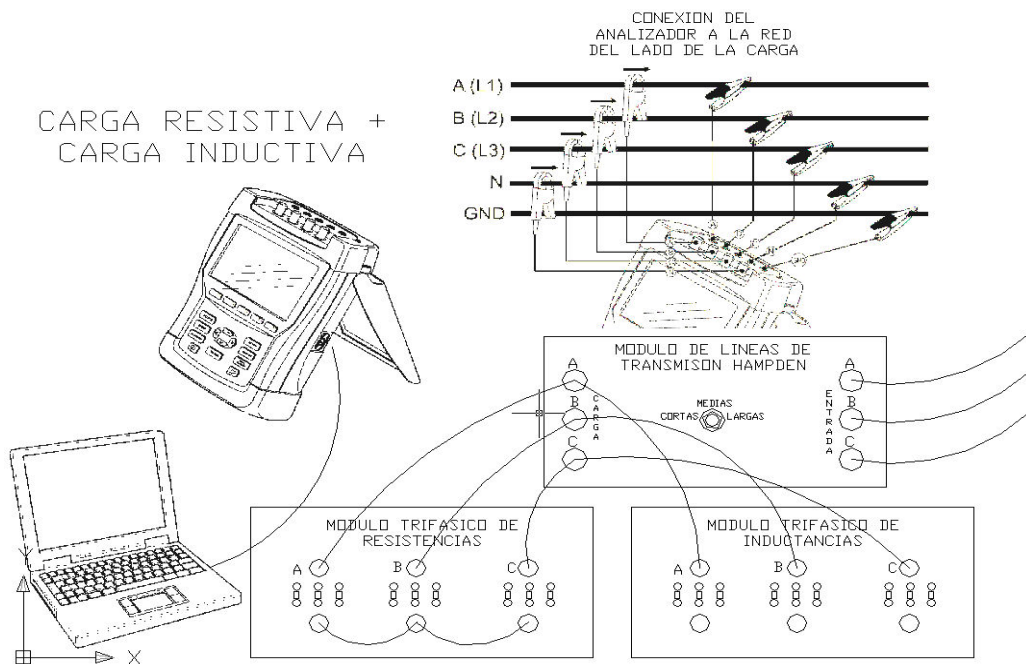 CONEXION DEL
ANALIZADOR A LA RED
DEL LADO DE LA CARGA
CARGA RESISTIVA +
CARGA INDUCTIVA
A (L1)
B (L2)
C (L3)
N
GND
MODULO DE LINEAS DE
TRANSMISON HAMPDEN
A
B
C
CARGA
MEDIAS
CORTAS
LARGAS
ENTRADA
A
B
C
MODULO TRIFASICO DE
RESISTENCIAS
A
B
C
MODULO TRIFASICO DE
INDUCTANCIAS
A
B
C
Y
X